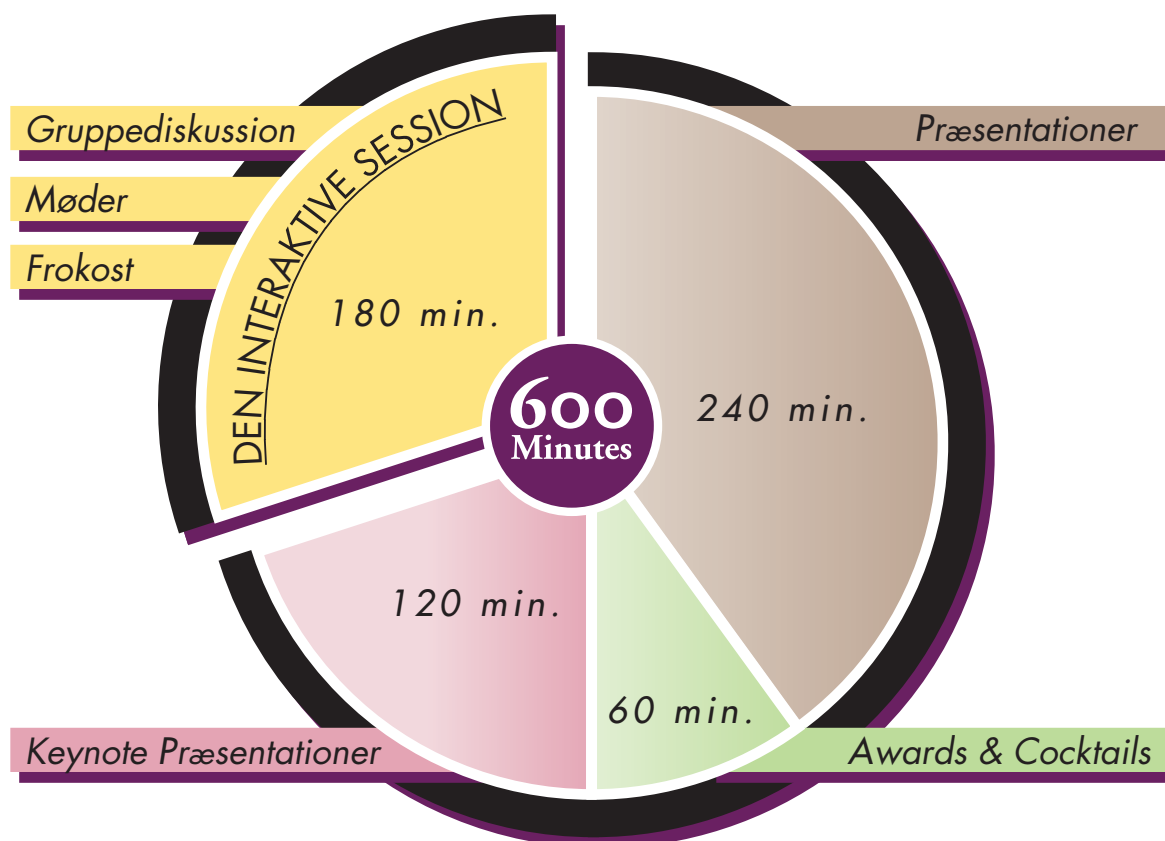 Gruppediskussion
Møder
Frokost
DEN INTERAKTIVE SESSION
180 min.
Præsentationer
240 min.
600
Minutes
120 min.
60 min.
Keynote Præsentationer
Awards & Cocktails